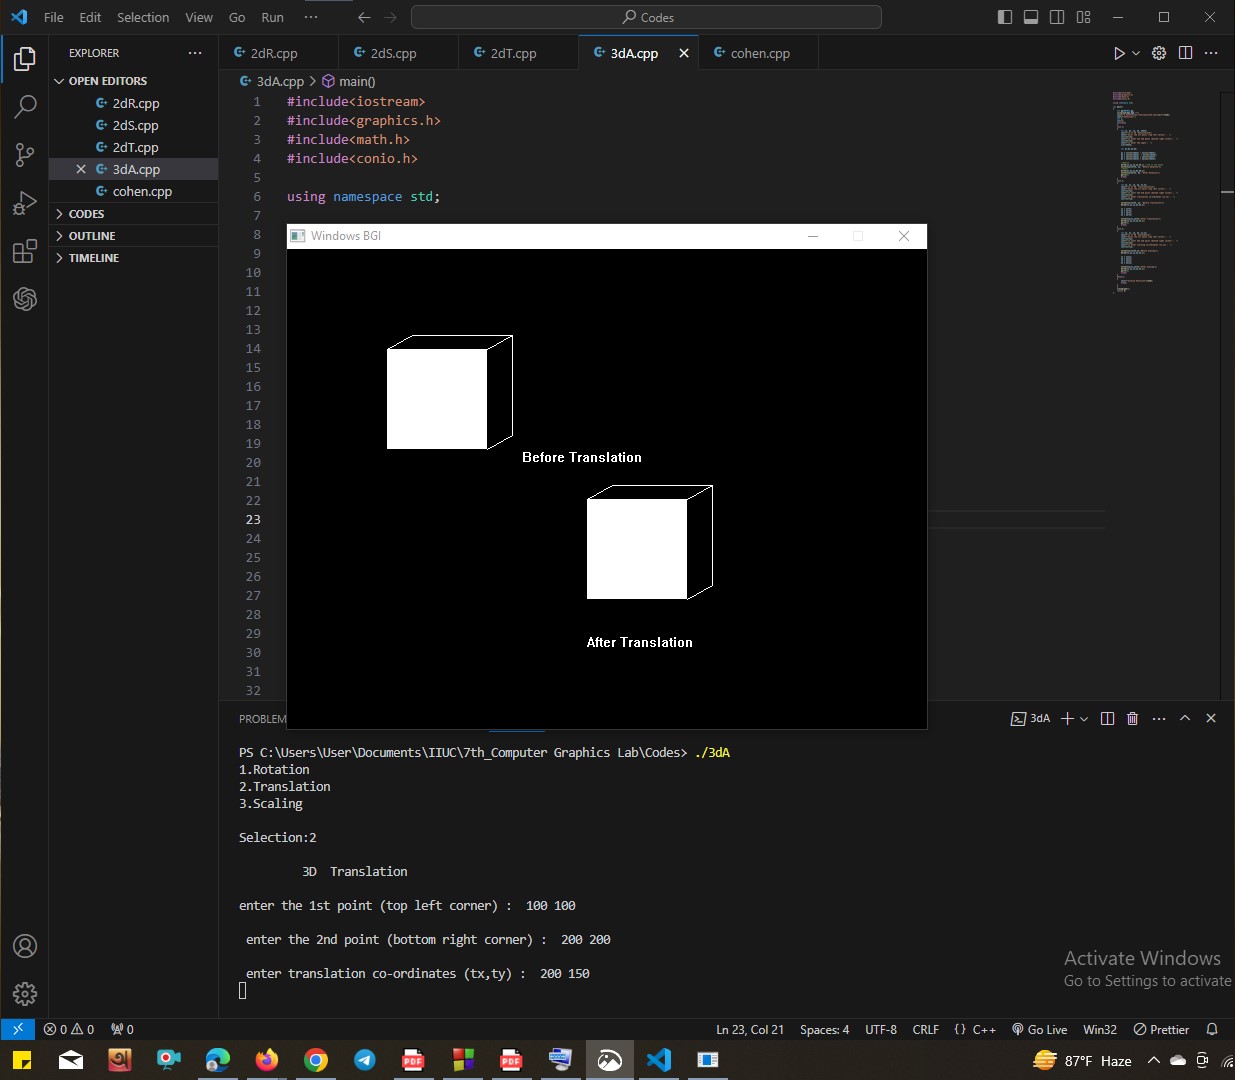 File Edit Selection View Go Run ···
Codes
EXPLORER ···
2dR.cpp 2dS.cpp 2dT.cpp 3dA.cpp cohen.cpp
OPEN EDITORS
2dR.cpp
2dS.cpp
2dT.cpp
3dA.cpp
cohen.cpp
CODES
OUTLINE
TIMELINE
3dA.cpp > main()
1 #include<iostream>
2 #include<graphics.h>
3 #include<math.h>
4 #include<conio.h>
5
6 using namespace std;
7
8
9
10
11
12
13
14
15
16
17
18
19
20
21
22
23
24
25
26
27
28
29
30
31
32
Windows BGI
Before Translation
After Translation
PROBLEM
3dA
PS C:\Users\User\Documents\IIUC\7th_Computer Graphics Lab\Codes> ./3dA
1.Rotation
2.Translation
3.Scaling
Selection:2
3D  Translation
enter the 1st point (top left corner) :  100 100
enter the 2nd point (bottom right corner) :  200 200
enter translation co-ordinates (tx,ty) :  200 150
Activate Windows
Go to Settings to activate
0 0 0 Ln 23, Col 21 Spaces: 4 UTF-8 CRLF {} C++ Go Live Win32 Prettier
PDF PDF 87°F Haze